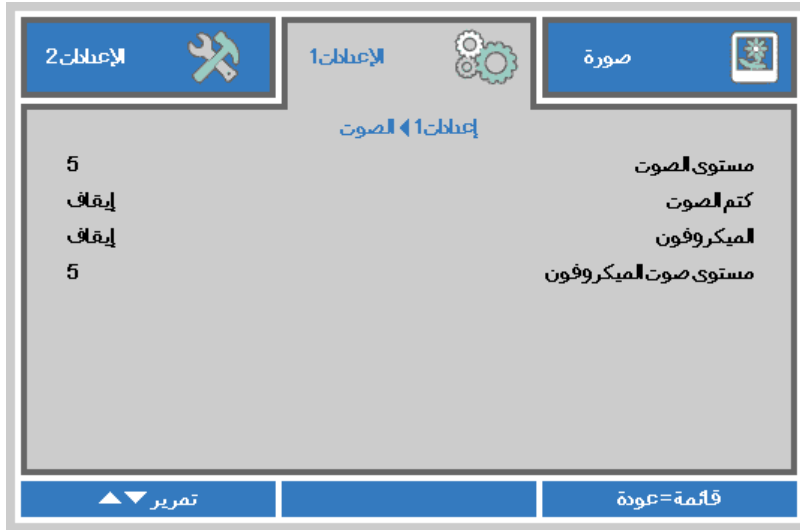 صورة
الإعدادات1
الإعدادات2
إعدادات1 الصوت
مستوى الصوت 5
كتم الصوت إيقاف
الميكروفون إيقاف
مستوى صوت الميكروفون 5
قائمة=عودة
تمرير ▼▲